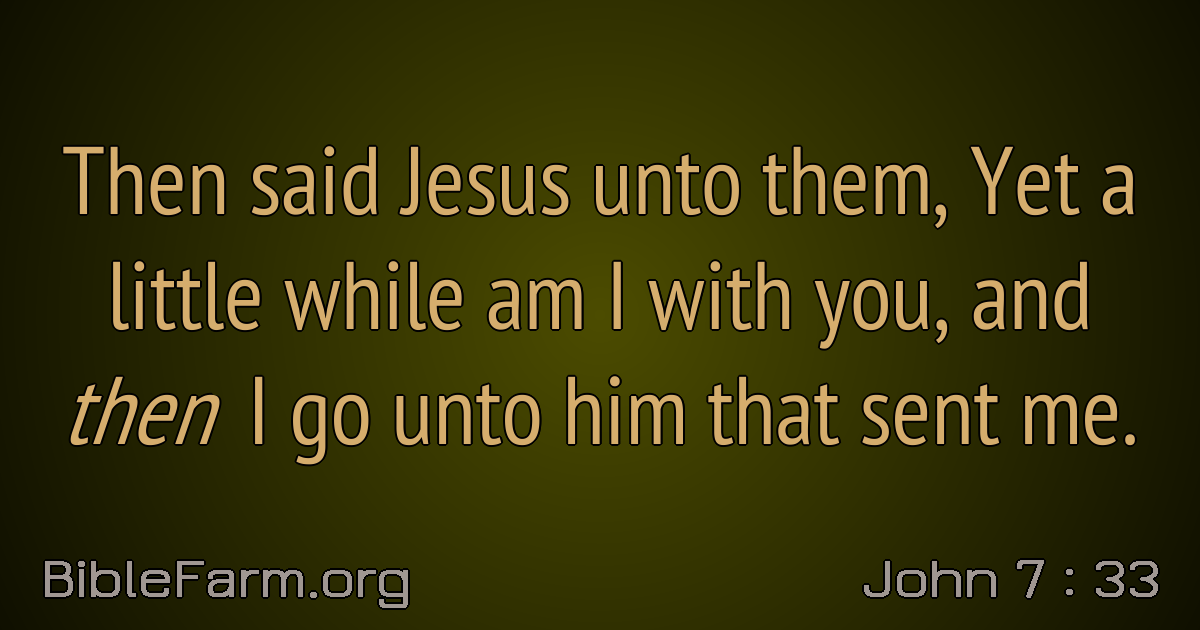 Then said Jesus unto them, Yet a
little while am I with you, and
then I go unto him that sent me.
BibleFarm.org
John 7 : 33